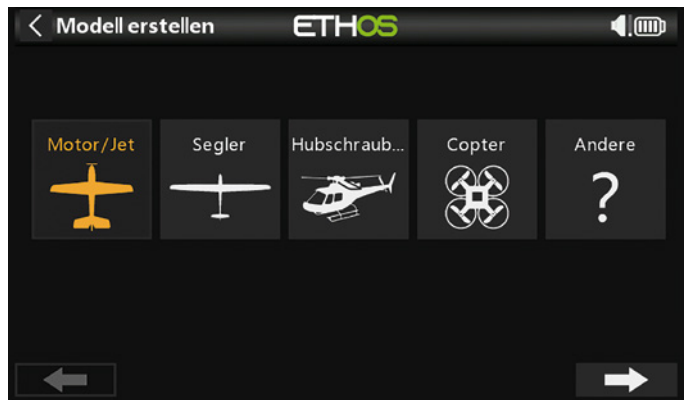 Modell erstellen
ETHOS
Motor/Jet
Segler
Hubschraub...
Copter
Andere
?